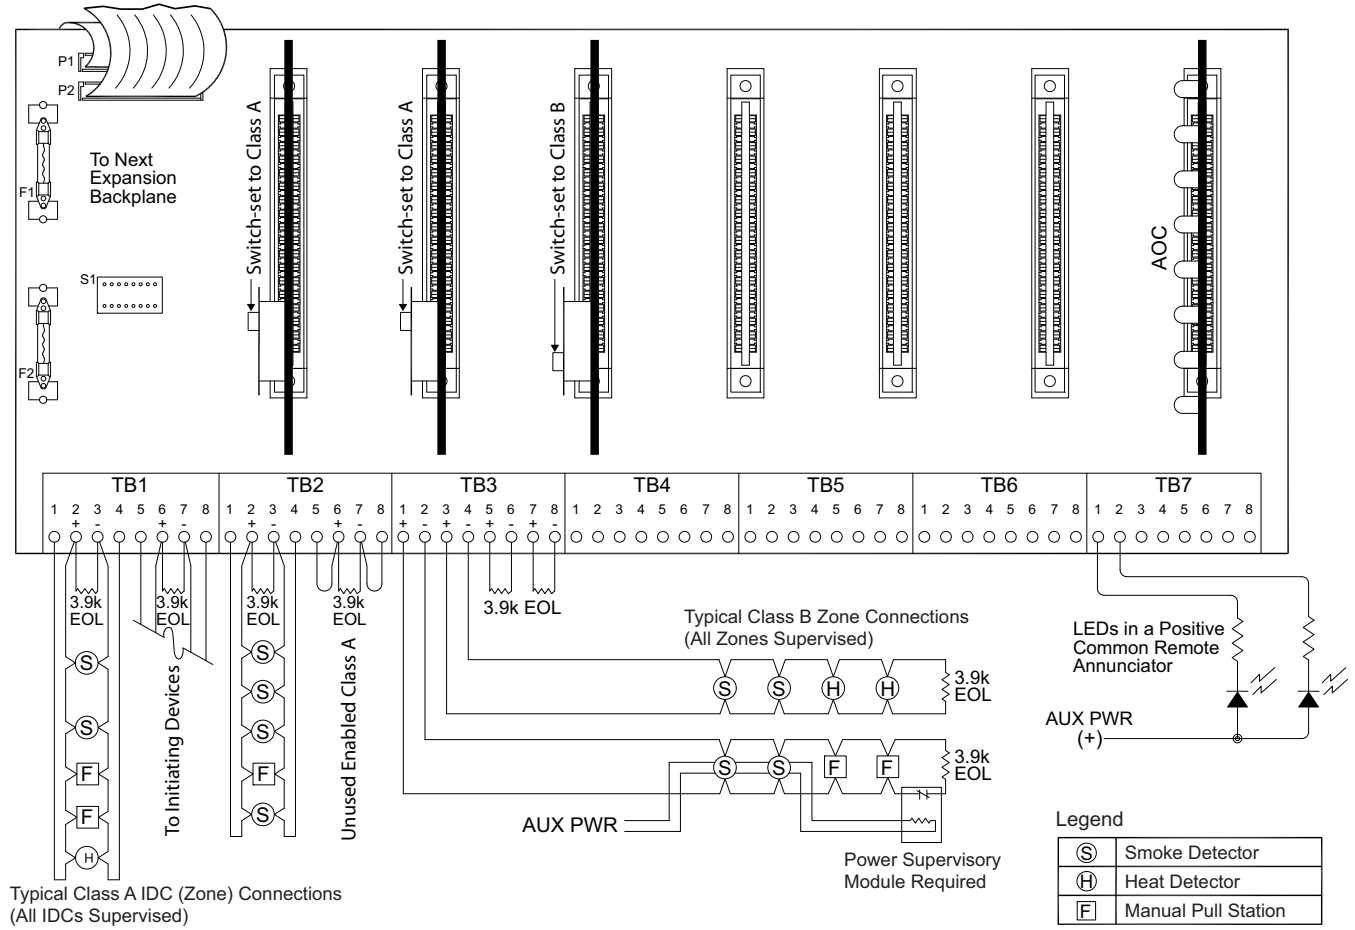 P1
P2
F1
F2
S1
To Next
Expansion
Backplane
Switch-set to Class A
Switch-set to Class A
Switch-set to Class B
AOC
TB1 TB2 TB3 TB4 TB5 TB6 TB7
1 2 3 4 5 6 7 8 1 2 3 4 5 6 7 8 1 2 3 4 5 6 7 8 1 2 3 4 5 6 7 8 1 2 3 4 5 6 7 8 1 2 3 4 5 6 7 8 1 2 3 4 5 6 7 8
+ - + - + - + - + - + - + - + -
3.9k
EOL
3.9k
EOL
3.9k
EOL
3.9k
EOL
3.9k EOL
S
S
F
F
H
To Initiating Devices
S
S
S
F
S
Unused Enabled Class A
Typical Class A IDC (Zone) Connections
(All IDCs Supervised)
Typical Class B Zone Connections
(All Zones Supervised)
S S H H
3.9k
EOL
S S F F
3.9k
EOL
AUX PWR
Power Supervisory
Module Required
LEDs in a Positive
Common Remote
Annunciator
AUX PWR
(+)
Legend
S Smoke Detector
H Heat Detector
F Manual Pull Station